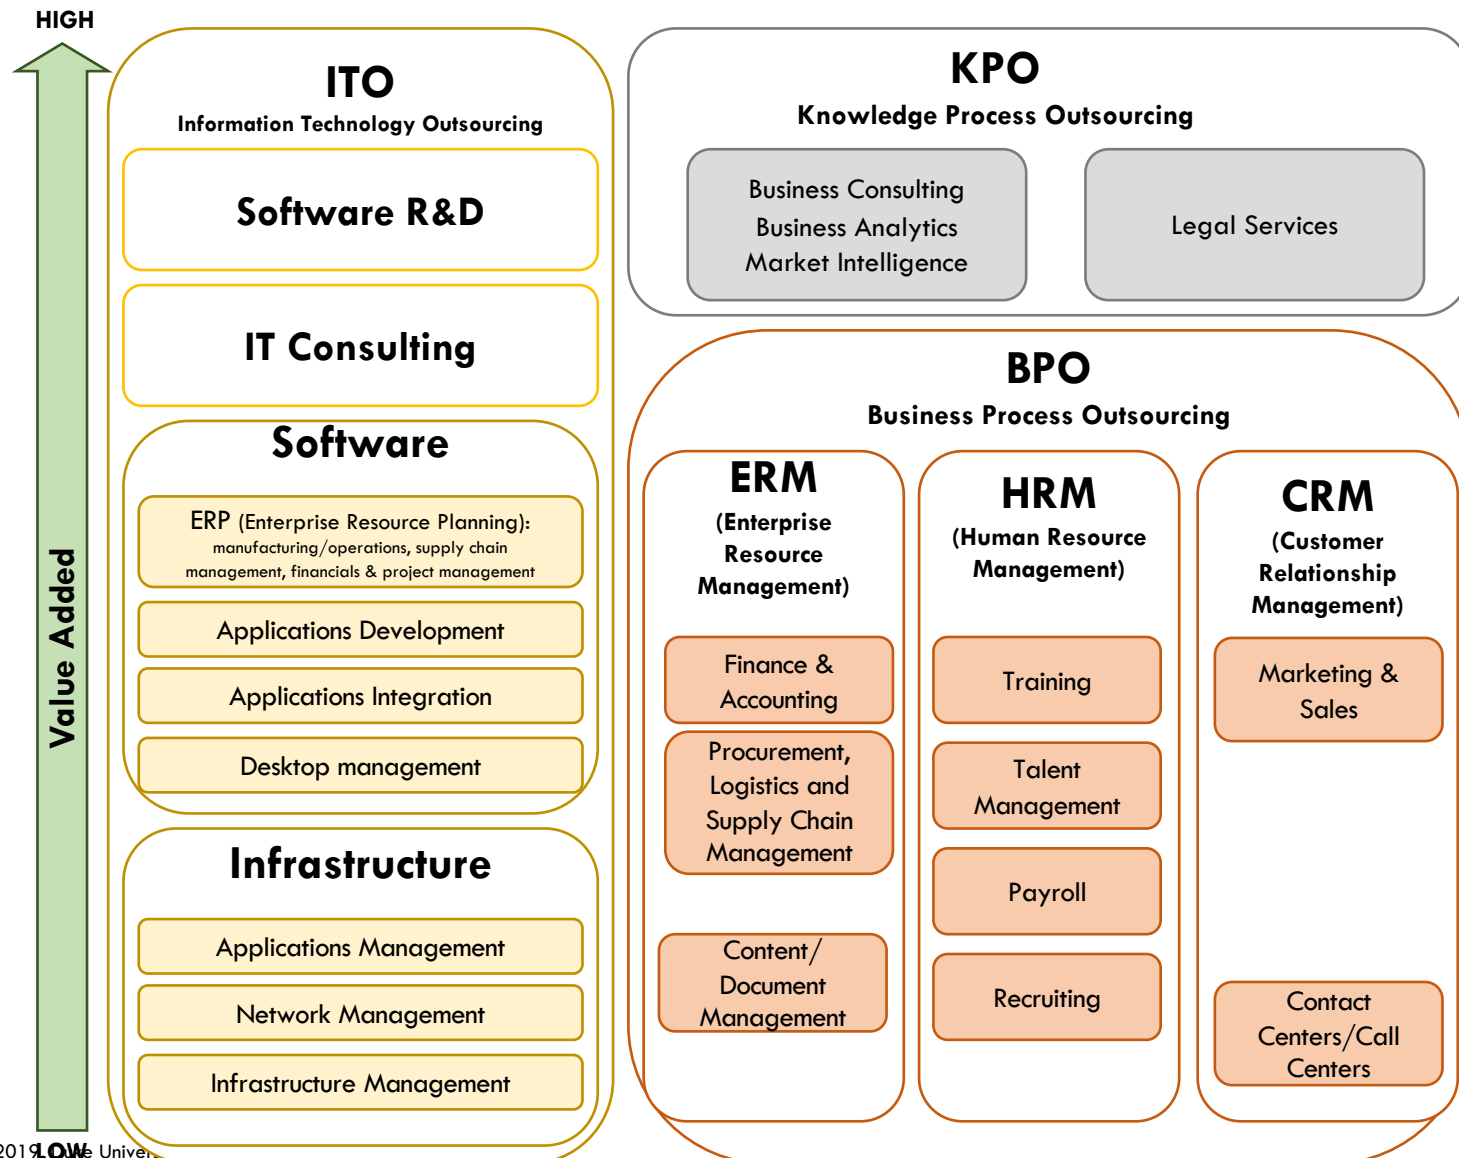 HIGH
ITO
Information Technology Outsourcing
Software R&D
IT Consulting
Software
ERP (Enterprise Resource Planning):
manufacturing/operations, supply chain
management, financials & project management
Applications Development
Applications Integration
Desktop management
Infrastructure
Applications Management
Network Management
Infrastructure Management
Value Added
LOW
2019
KPO
Knowledge Process Outsourcing
Business Consulting
Business Analytics
Market Intelligence
Legal Services
BPO
Business Process Outsourcing
ERM
(Enterprise
Resource
Management)
Finance &
Accounting
Procurement,
Logistics and
Supply Chain
Management
Content/
Document
Management
HRM
(Human Resource
Management)
Training
Talent
Management
Payroll
Recruiting
CRM
(Customer
Relationship
Management)
Marketing &
Sales
Contact
Centers/Call
Centers